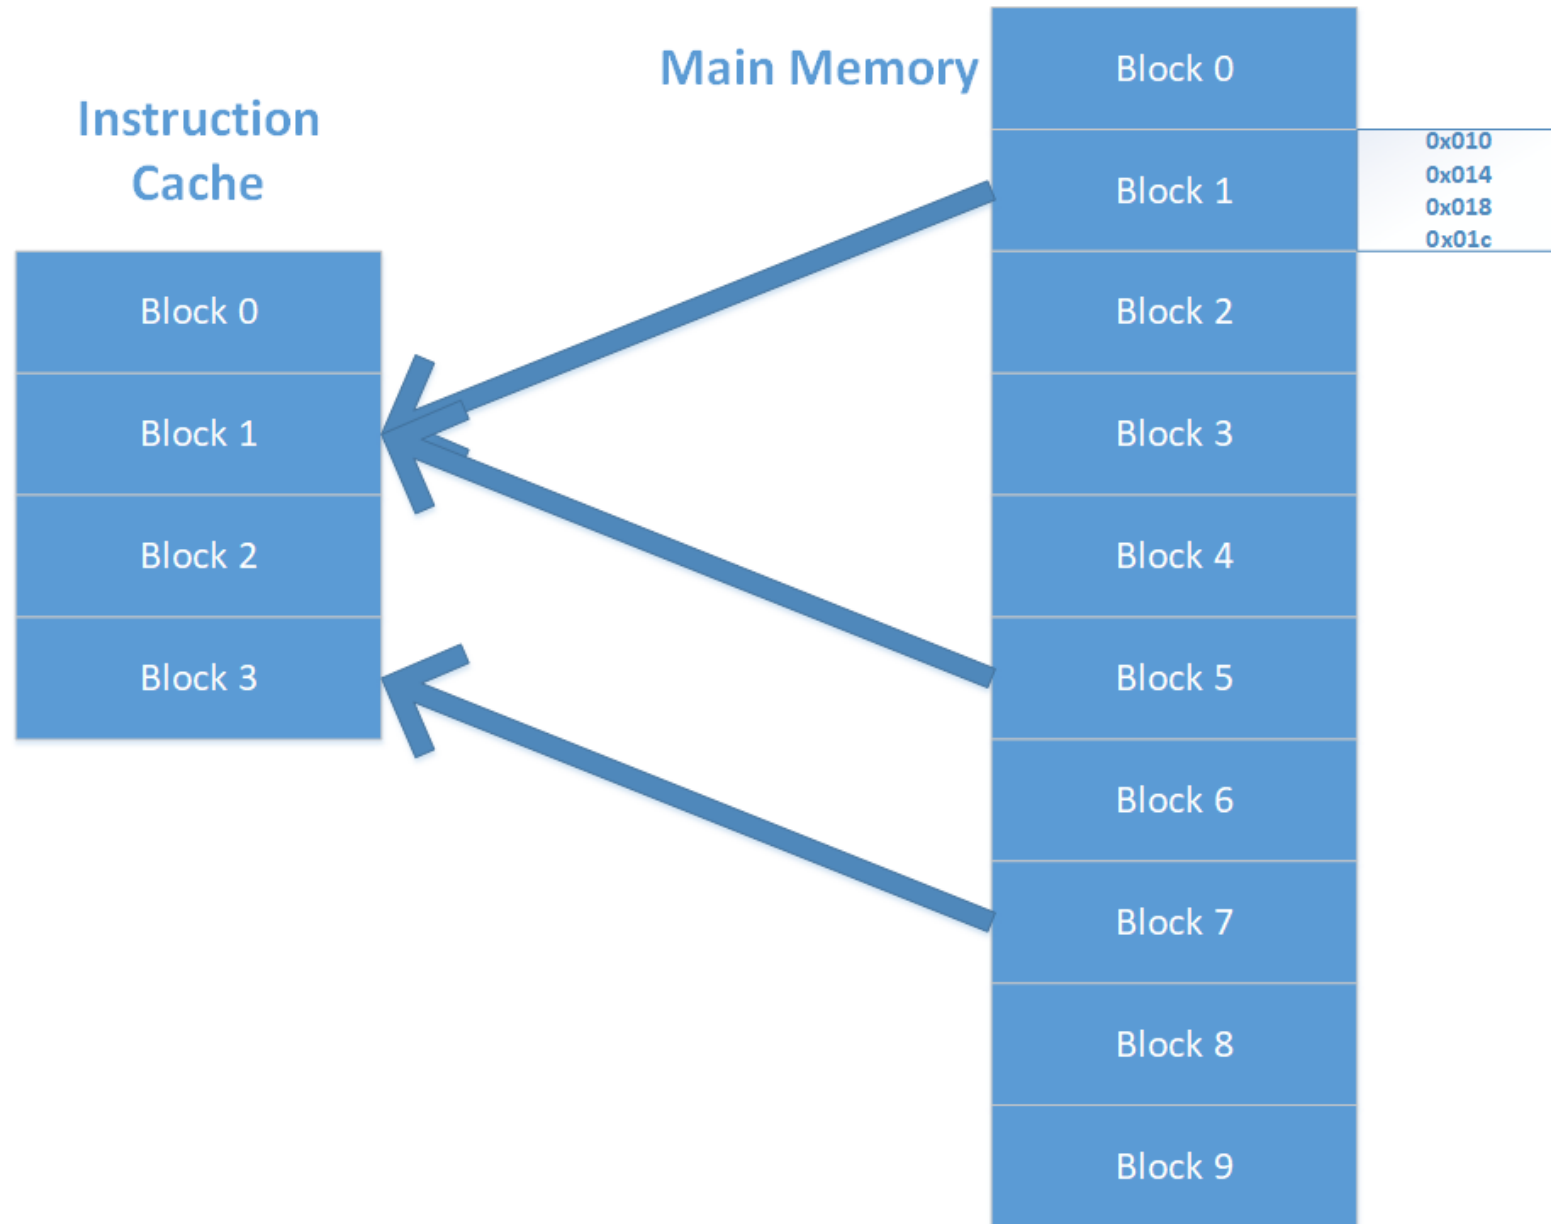 Instruction
Cache
Block 0
Block 1
Block 2
Block 3
Main Memory
Block 0
Block 1
Block 2
Block 3
Block 4
Block 5
Block 6
Block 7
Block 8
Block 9
0x010
0x014
0x018
0x01c